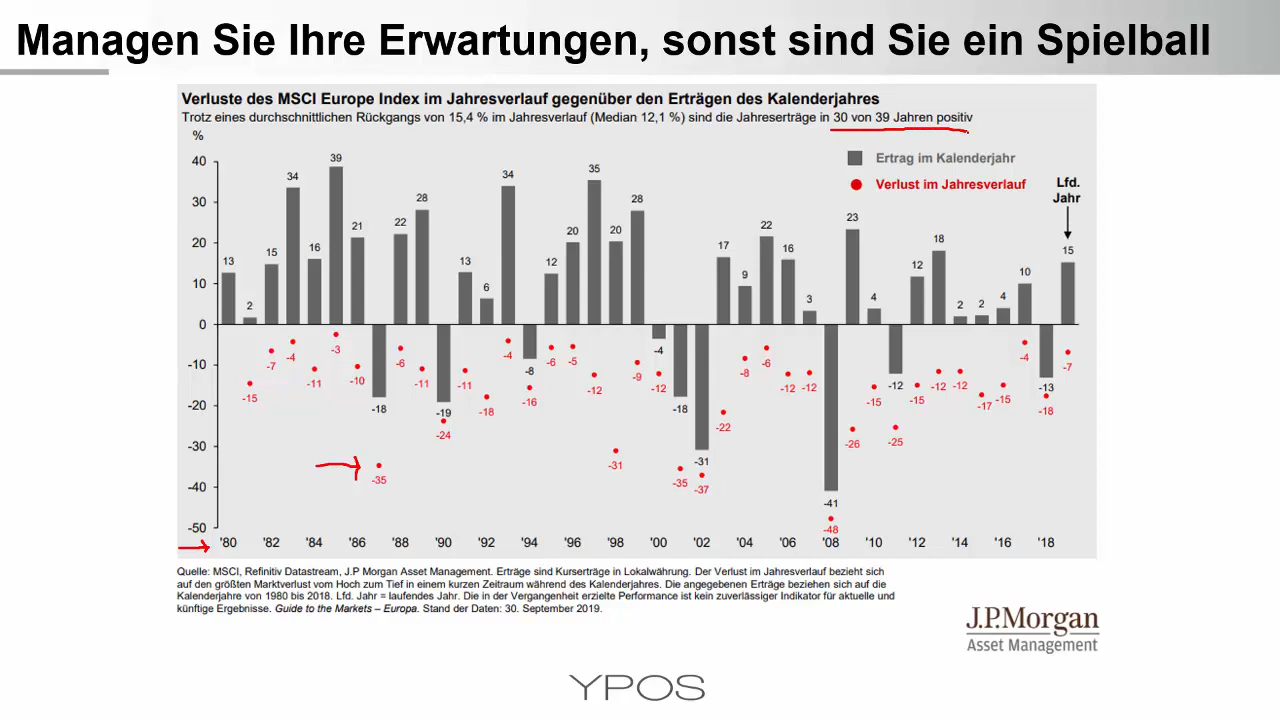 Managen Sie Ihre Erwartungen, sonst sind Sie ein Spielball
Verluste des MSCI Europe Index im Jahresverlauf gegenüber den Erträgen des Kalenderjahres
Trotz eines durchschnittlichen Rückgangs von 15,4 % im Jahresverlauf (Median 12,1 %) sind die Jahreserträge in 30 von 39 Jahren positiv
%
Ertrag im Kalenderjahr
Verlust im Jahresverlauf
Lfd.
Jahr
40
30
20
10
0
-10
-20
-30
-40
-50
13 2 15 34 16 39 21 -18 22 28 -19 13 6 34 -8 12 20 35 20 28 -4 -18 -31 17 9 22 16 3 -41 23 4 -12 12 18 2 2 4 10 -13 15
-15 -7 -4 -11 -3 -10 -35 -6 -11 -24 -11 -18 -4 -16 -6 -5 -12 -31 -9 -12 -35 -37 -22 -8 -6 -12 -12 -48 -26 -15 -25 -15 -12 -12 -17 -15 -4 -18 -7
'80 '82 '84 '86 '88 '90 '92 '94 '96 '98 '00 '02 '04 '06 '08 '10 '12 '14 '16 '18
Quelle: MSCI, Refinitiv Datastream, J.P Morgan Asset Management. Erträge sind Kurserträge in Lokalwährung. Der Verlust im Jahresverlauf bezieht sich
auf den größten Marktverlust vom Hoch zum Tief in einem kurzen Zeitraum während des Kalenderjahres. Die angegebenen Erträge beziehen sich auf die
Kalenderjahre von 1980 bis 2018. Lfd. Jahr = laufendes Jahr. Die in der Vergangenheit erzielte Performance ist kein zuverlässiger Indikator für aktuelle und
künftige Ergebnisse. Guide to the Markets – Europa. Stand der Daten: 30. September 2019.
J.P.Morgan
Asset Management
YPOS